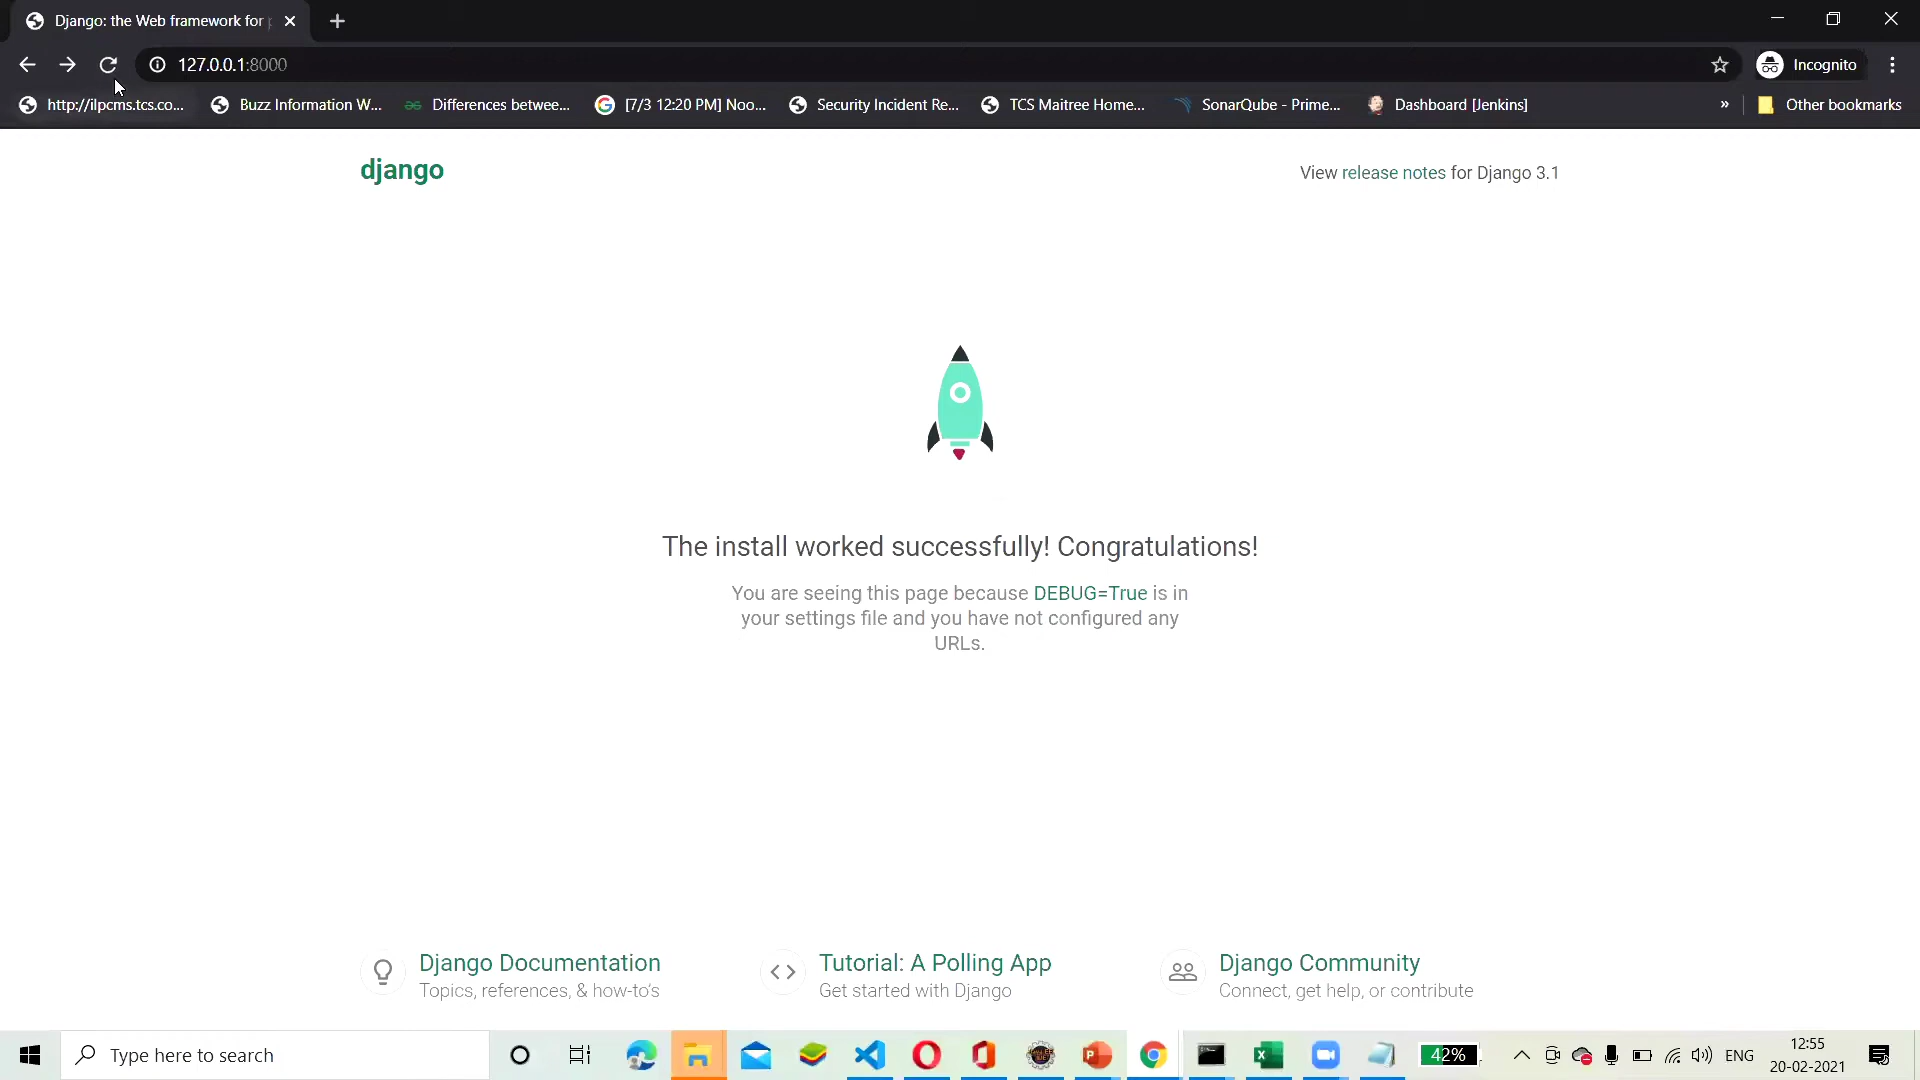 Django: the Web framework for
127.0.0.1:8000
Incognito
http://ilpcms.tcs.co...
Buzz Information W...
Differences betwee...
[7/3 12:20 PM] Noo...
Security Incident Re...
TCS Maitree Home...
SonarQube - Prime...
Dashboard [Jenkins]
»
Other bookmarks
django
View release notes for Django 3.1
The install worked successfully! Congratulations!
You are seeing this page because DEBUG=True is in
your settings file and you have not configured any
URLs.
Django Documentation
Topics, references, & how-to's
Tutorial: A Polling App
Get started with Django
Django Community
Connect, get help, or contribute
Type here to search
42%
ENG
12:55
20-02-2021